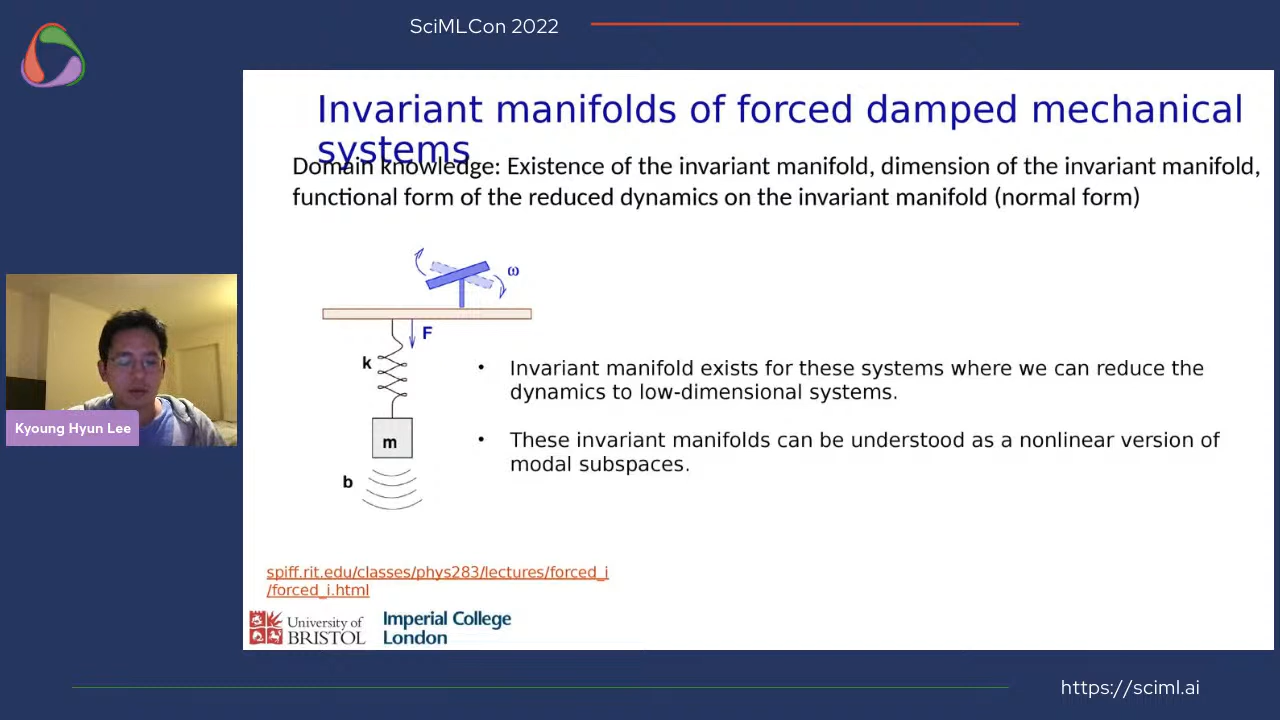 SciMLCon 2022
Invariant manifolds of forced damped mechanical
systems
Domain knowledge: Existence of the invariant manifold, dimension of the invariant manifold,
functional form of the reduced dynamics on the invariant manifold (normal form)
ω
F
k
m
b
• Invariant manifold exists for these systems where we can reduce the
dynamics to low-dimensional systems.
• These invariant manifolds can be understood as a nonlinear version of
modal subspaces.
Kyoung Hyun Lee
spiff.rit.edu/classes/phys283/lectures/forced_i
/forced_i.html
University of
BRISTOL
Imperial College
London
https://sciml.ai